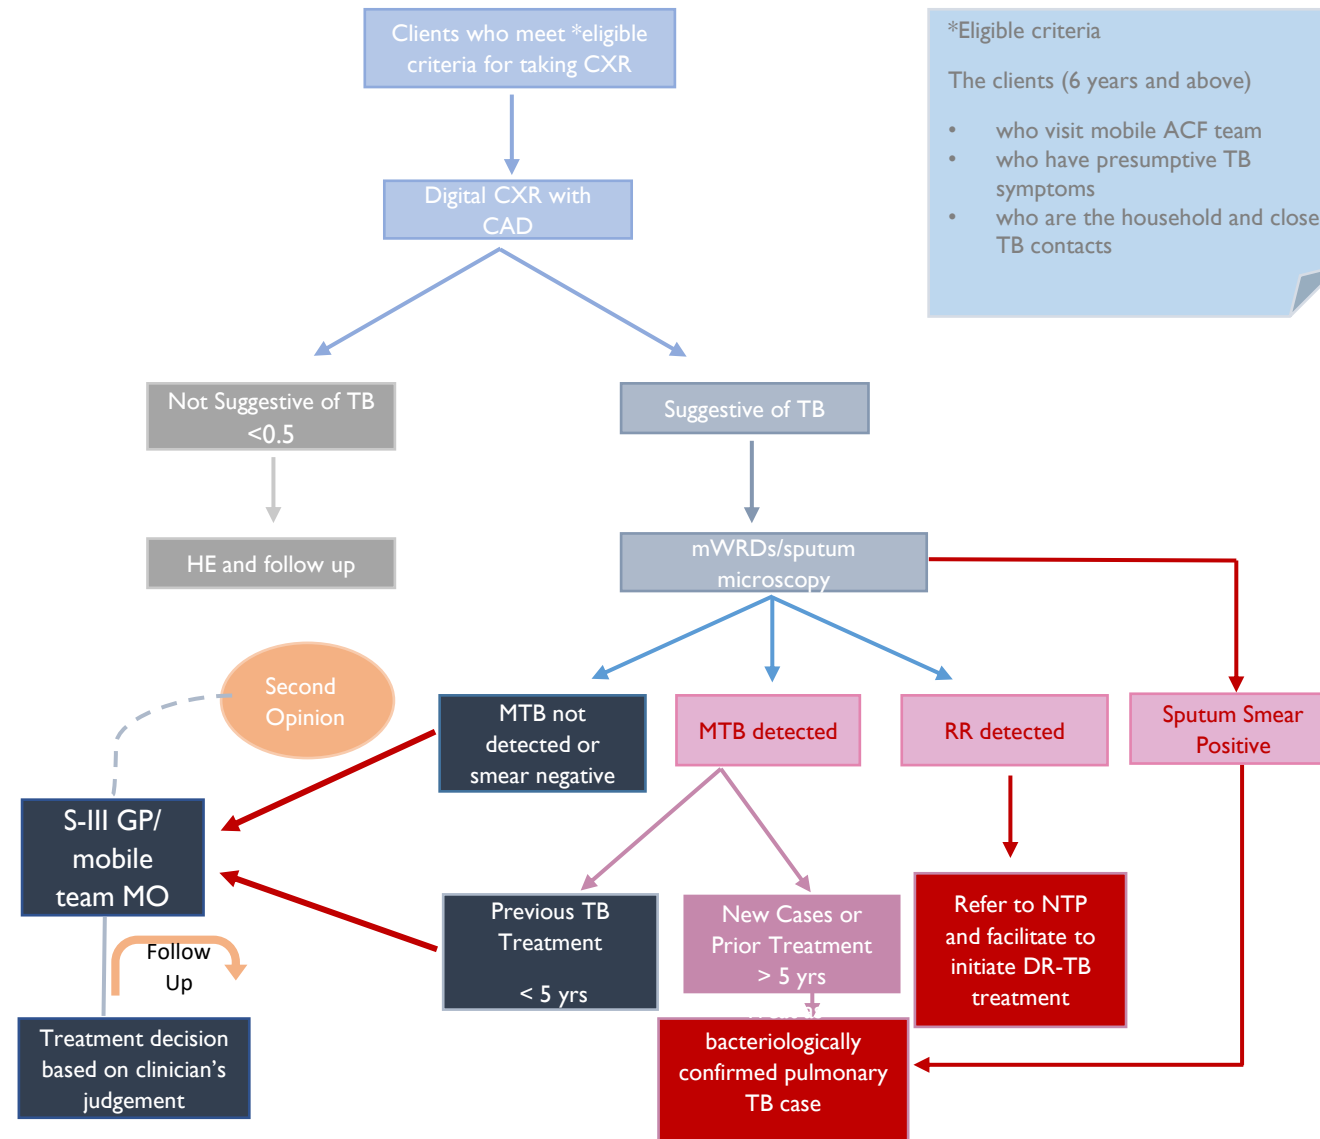 Clients who meet *eligible
criteria for taking CXR
*Eligible criteria
The clients (6 years and above)
• who visit mobile ACF team
• who have presumptive TB
symptoms
• who are the household and close
TB contacts
Digital CXR with
CAD
Not Suggestive of TB
<0.5
Suggestive of TB
HE and follow up
mWRDs/sputum
microscopy
Second
Opinion
MTB not
detected or
smear negative
MTB detected
RR detected
Sputum Smear
Positive
S-III GP/
mobile
team MO
Previous TB
Treatment
< 5 yrs
New Cases or
Prior Treatment
> 5 yrs
Refer to NTP
and facilitate to
initiate DR-TB
treatment
Follow
Up
Treatment decision
based on clinician's
judgement
bacteriologically
confirmed pulmonary
TB case